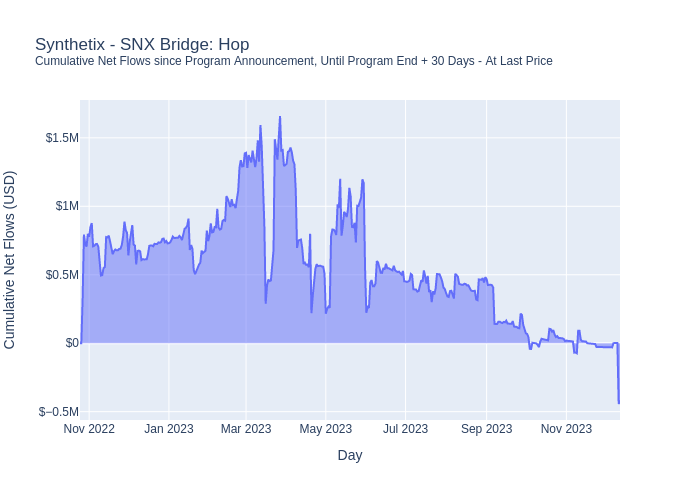 Synthetix - SNX Bridge: Hop
Cumulative Net Flows since Program Announcement, Until Program End + 30 Days - At Last Price
Cumulative Net Flows (USD)
$1.5M
$1M
$0.5M
$0
$−0.5M
Nov 2022
Jan 2023
Mar 2023
May 2023
Jul 2023
Sep 2023
Nov 2023
Day